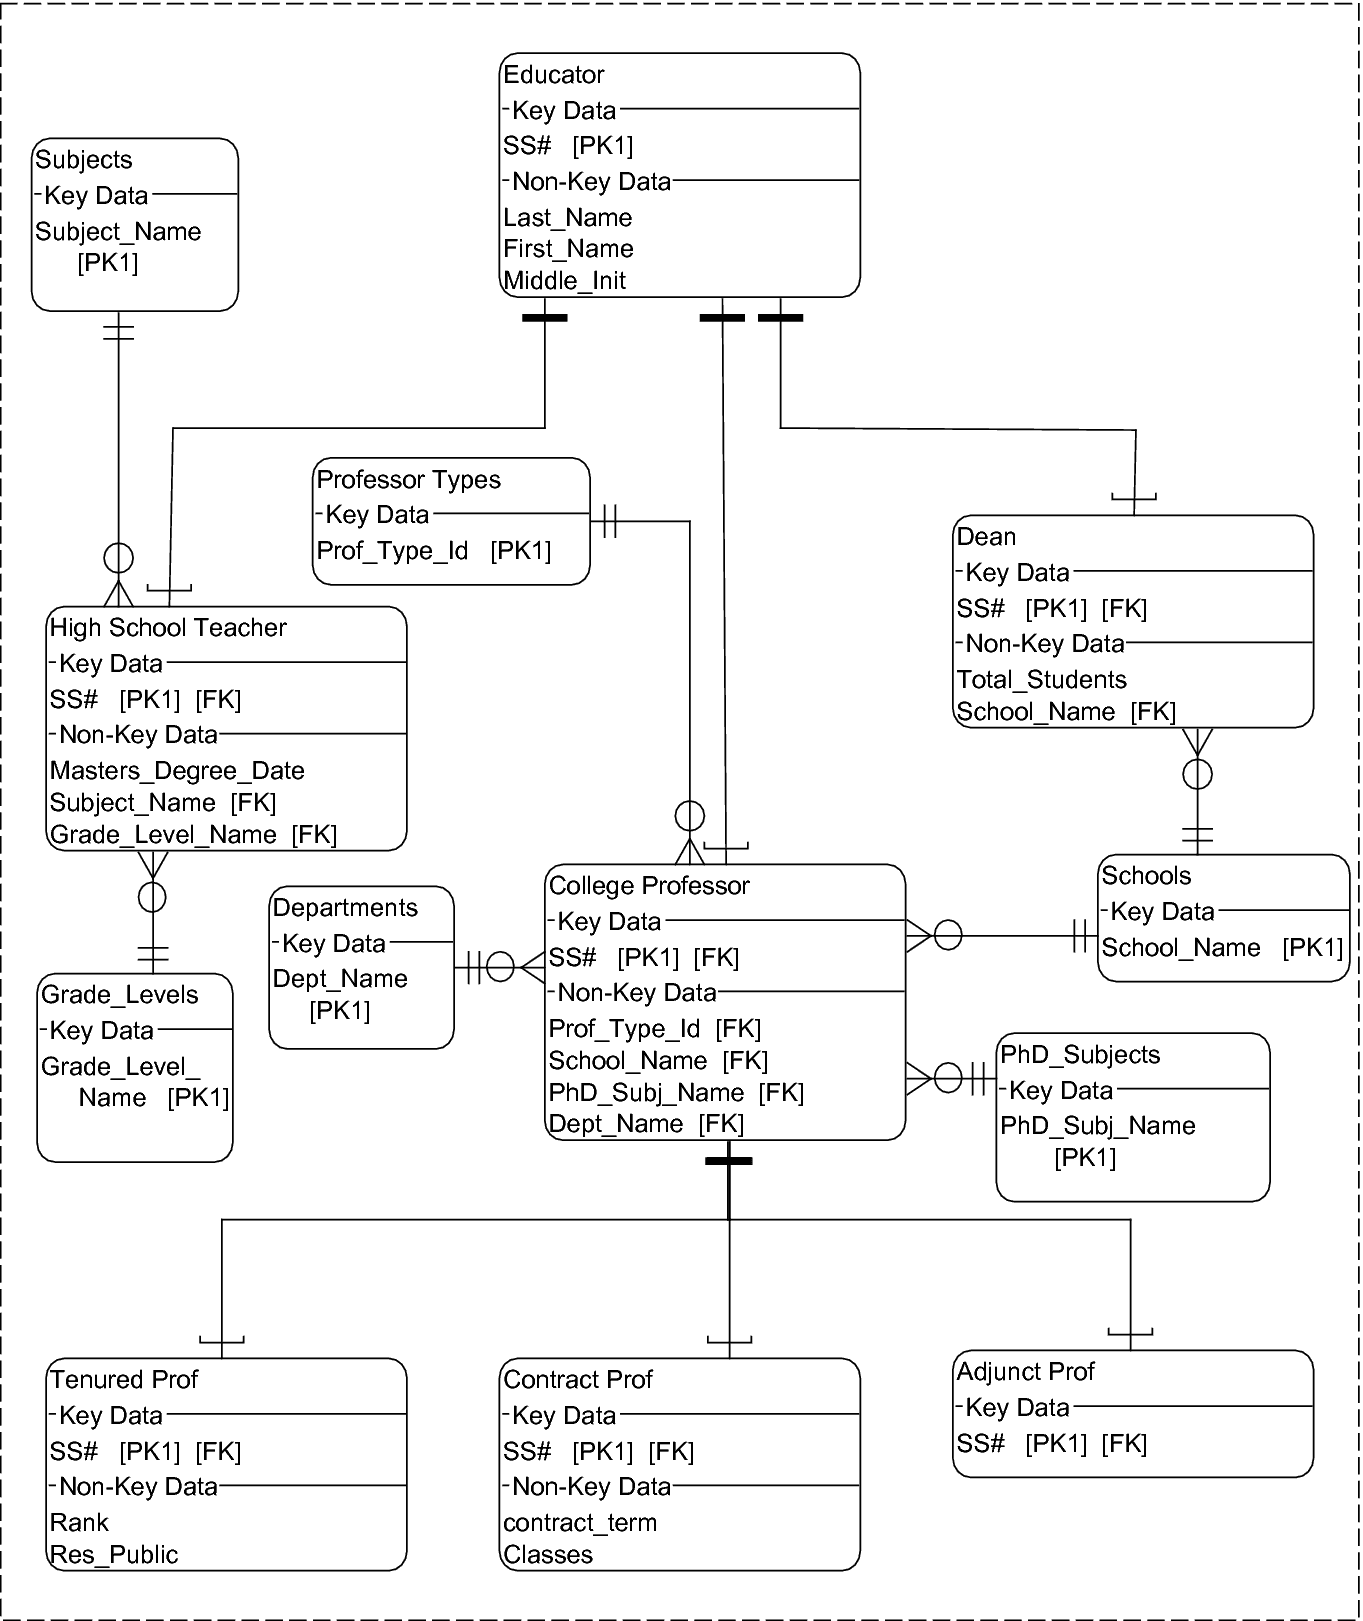 Educator
Key Data
SS# [PK1]
Non-Key Data
Last_Name
First_Name
Middle_Init
Subjects
Key Data
Subject_Name
[PK1]
Professor Types
Key Data
Prof_Type_Id [PK1]
Dean
Key Data
SS# [PK1] [FK]
Non-Key Data
Total_Students
School_Name [FK]
High School Teacher
Key Data
SS# [PK1] [FK]
Non-Key Data
Masters_Degree_Date
Subject_Name [FK]
Grade_Level_Name [FK]
College Professor
Key Data
SS# [PK1] [FK]
Non-Key Data
Prof_Type_Id [FK]
School_Name [FK]
PhD_Subj_Name [FK]
Dept_Name [FK]
Departments
Key Data
Dept_Name
[PK1]
Schools
Key Data
School_Name [PK1]
Grade_Levels
Key Data
Grade_Level_
Name [PK1]
PhD_Subjects
Key Data
PhD_Subj_Name
[PK1]
Tenured Prof
Key Data
SS# [PK1] [FK]
Non-Key Data
Rank
Res_Public
Contract Prof
Key Data
SS# [PK1] [FK]
Non-Key Data
contract_term
Classes
Adjunct Prof
Key Data
SS# [PK1] [FK]